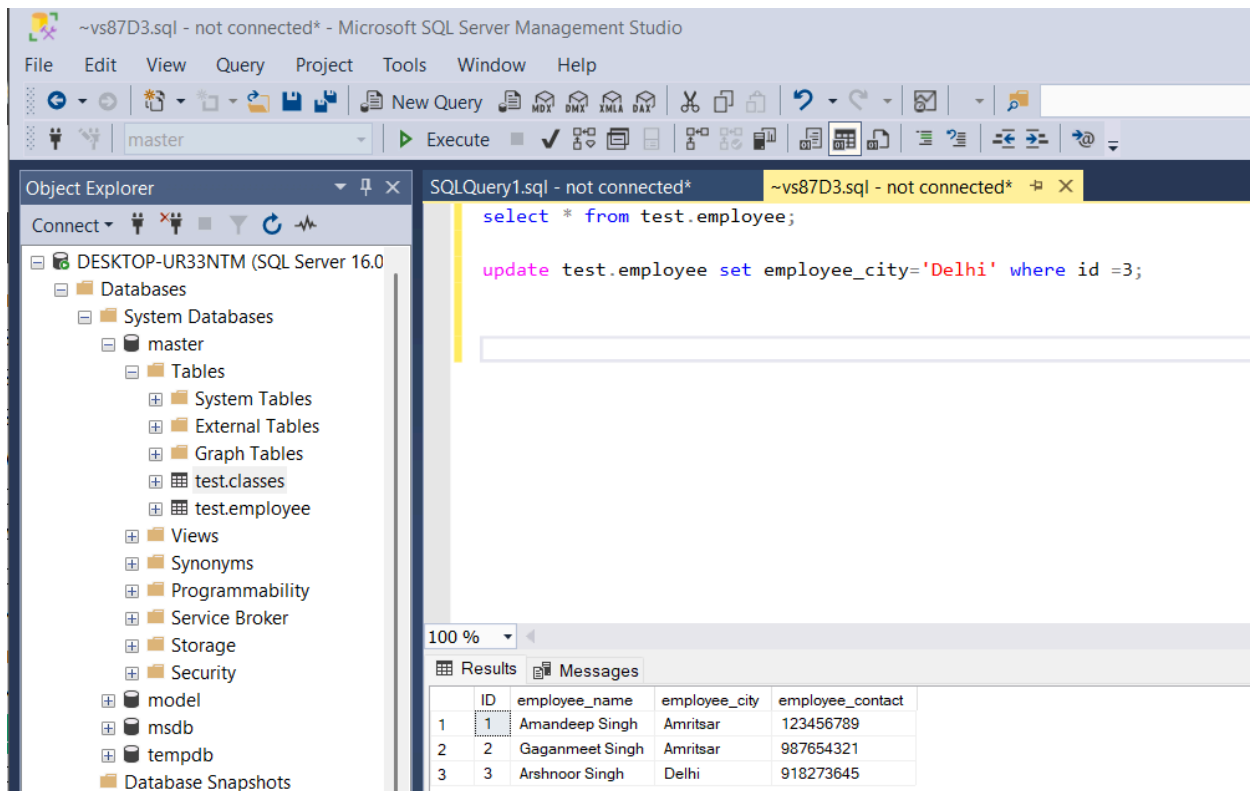 ~vs87D3.sql - not connected* - Microsoft SQL Server Management Studio
File Edit View Query Project Tools Window Help
New Query MDX DMX XMLA DAX
master Execute
Object Explorer
Connect
DESKTOP-UR33NTM (SQL Server 16.0
Databases
System Databases
master
Tables
System Tables
External Tables
Graph Tables
test.classes
test.employee
Views
Synonyms
Programmability
Service Broker
Storage
Security
model
msdb
tempdb
Database Snapshots
SQLQuery1.sql - not connected* ~vs87D3.sql - not connected*
select * from test.employee;
update test.employee set employee_city='Delhi' where id =3;
100 %
Results Messages
ID employee_name employee_city employee_contact
1 1 Amandeep Singh Amritsar 123456789
2 2 Gaganmeet Singh Amritsar 987654321
3 3 Arshnoor Singh Delhi 918273645